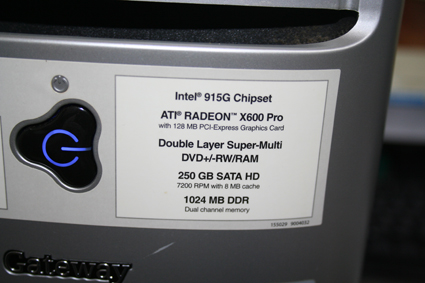 Intel® 915G Chipset
ATI® RADEON™ X600 Pro
with 128 MB PCI-Express Graphics Card
Double Layer Super-Multi
DVD+/-RW/RAM
250 GB SATA HD
7200 RPM with 8 MB cache
1024 MB DDR
Dual channel memory
Gateway